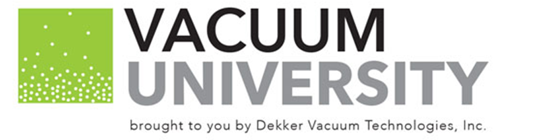 VACUUM
UNIVERSITY
brought to you by Dekker Vacuum Technologies, Inc.